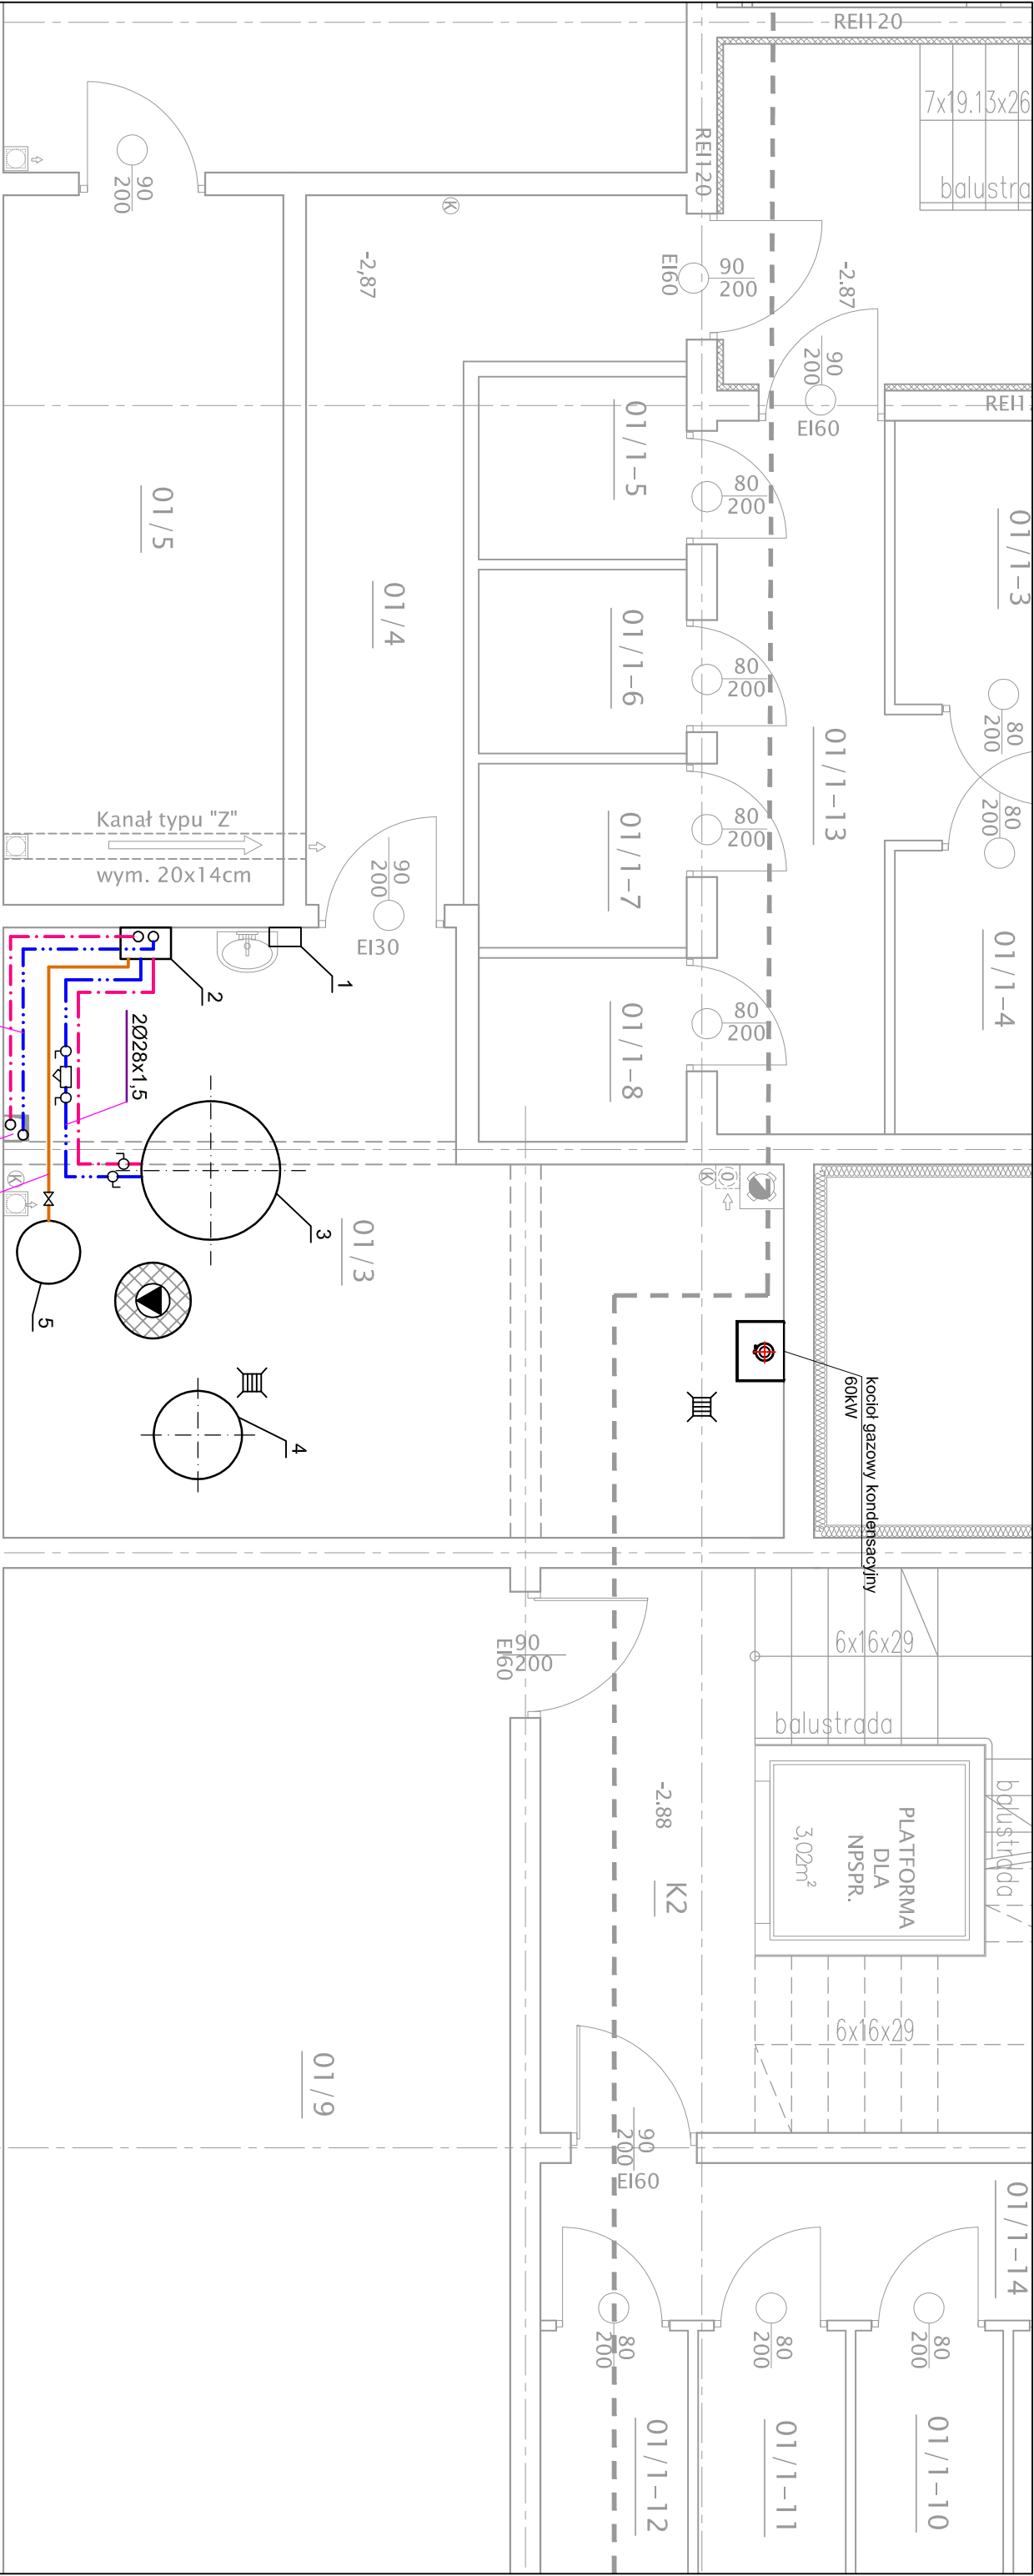 REI120
7x19.13x26
balustra
REI120
90
200
-2,87
90
200
EI60
-2.87
90
200
EI60
REI1
01/1-5
80
200
01/1-3
01/5
01/4
01/1-6
80
200
80
200
80
200
01/1-13
Kanał typu "Z"
wym. 20x14cm
90
200
EI30
01/1-7
80
200
01/1-4
1
2
2Ø28x1,5
01/1-8
80
200
K
3
01/3
K
(0)
5
4
kocioł gazowy kondensacyjny
60kW
K
90
200
EI60
6x16x29
balustrada
balustrada
-2.88
K2
PLATFORMA
DLA
NPSPR.
3,02m²
6x16x29
01/9
90
200
EI60
01/1-14
80
200
80
200
80
200
01/1-12
01/1-11
01/1-10